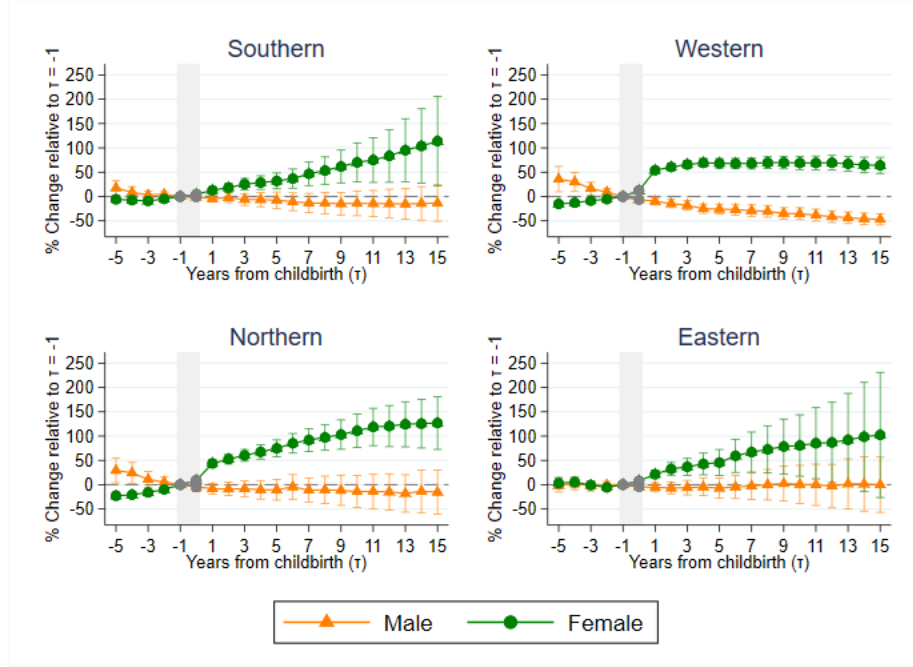 Southern
% Change relative to τ = -1
250
200
150
100
50
0
-50
-5 -3 -1 1 3 5 7 9 11 13 15
Years from childbirth (τ)
Western
% Change relative to τ = -1
250
200
150
100
50
0
-50
-5 -3 -1 1 3 5 7 9 11 13 15
Years from childbirth (τ)
Northern
% Change relative to τ = -1
250
200
150
100
50
0
-50
-5 -3 -1 1 3 5 7 9 11 13 15
Years from childbirth (τ)
Eastern
% Change relative to τ = -1
250
200
150
100
50
0
-50
-5 -3 -1 1 3 5 7 9 11 13 15
Years from childbirth (τ)
Male Female